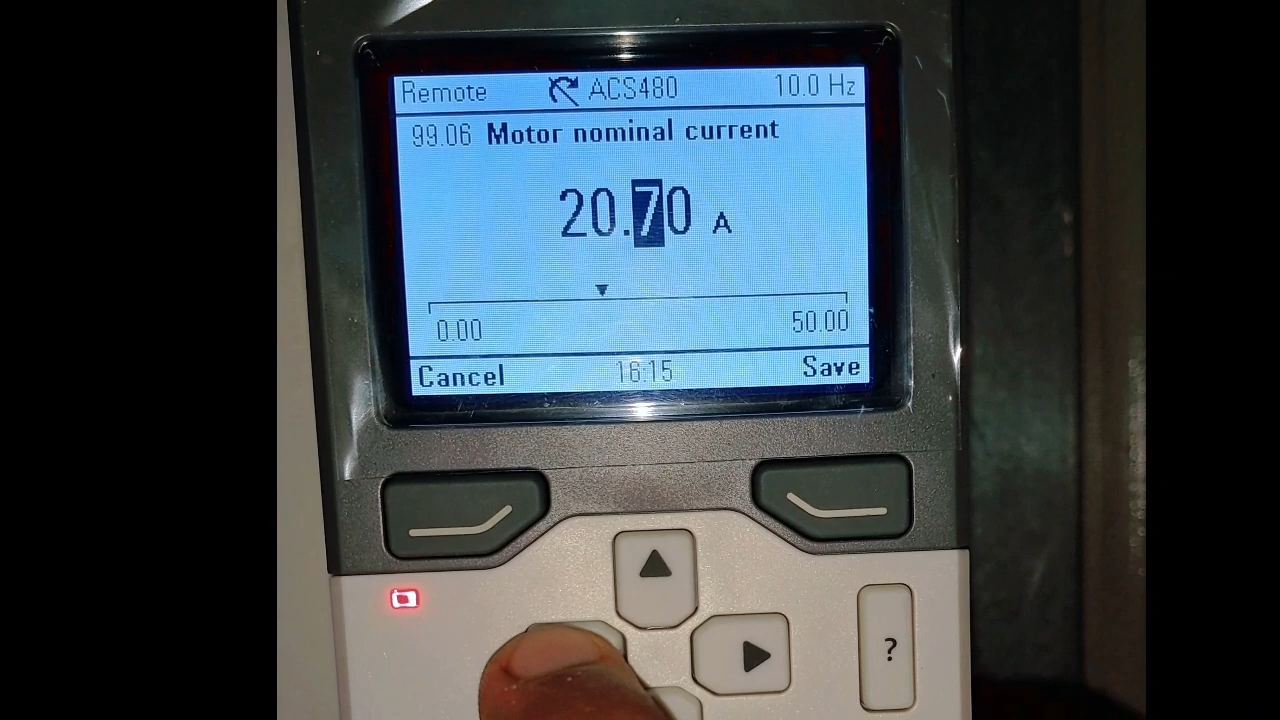 Remote ACS480 10.0 Hz
99.06 Motor nominal current
20.70 A
0.00 50.00
Cancel 16:15 Save
?